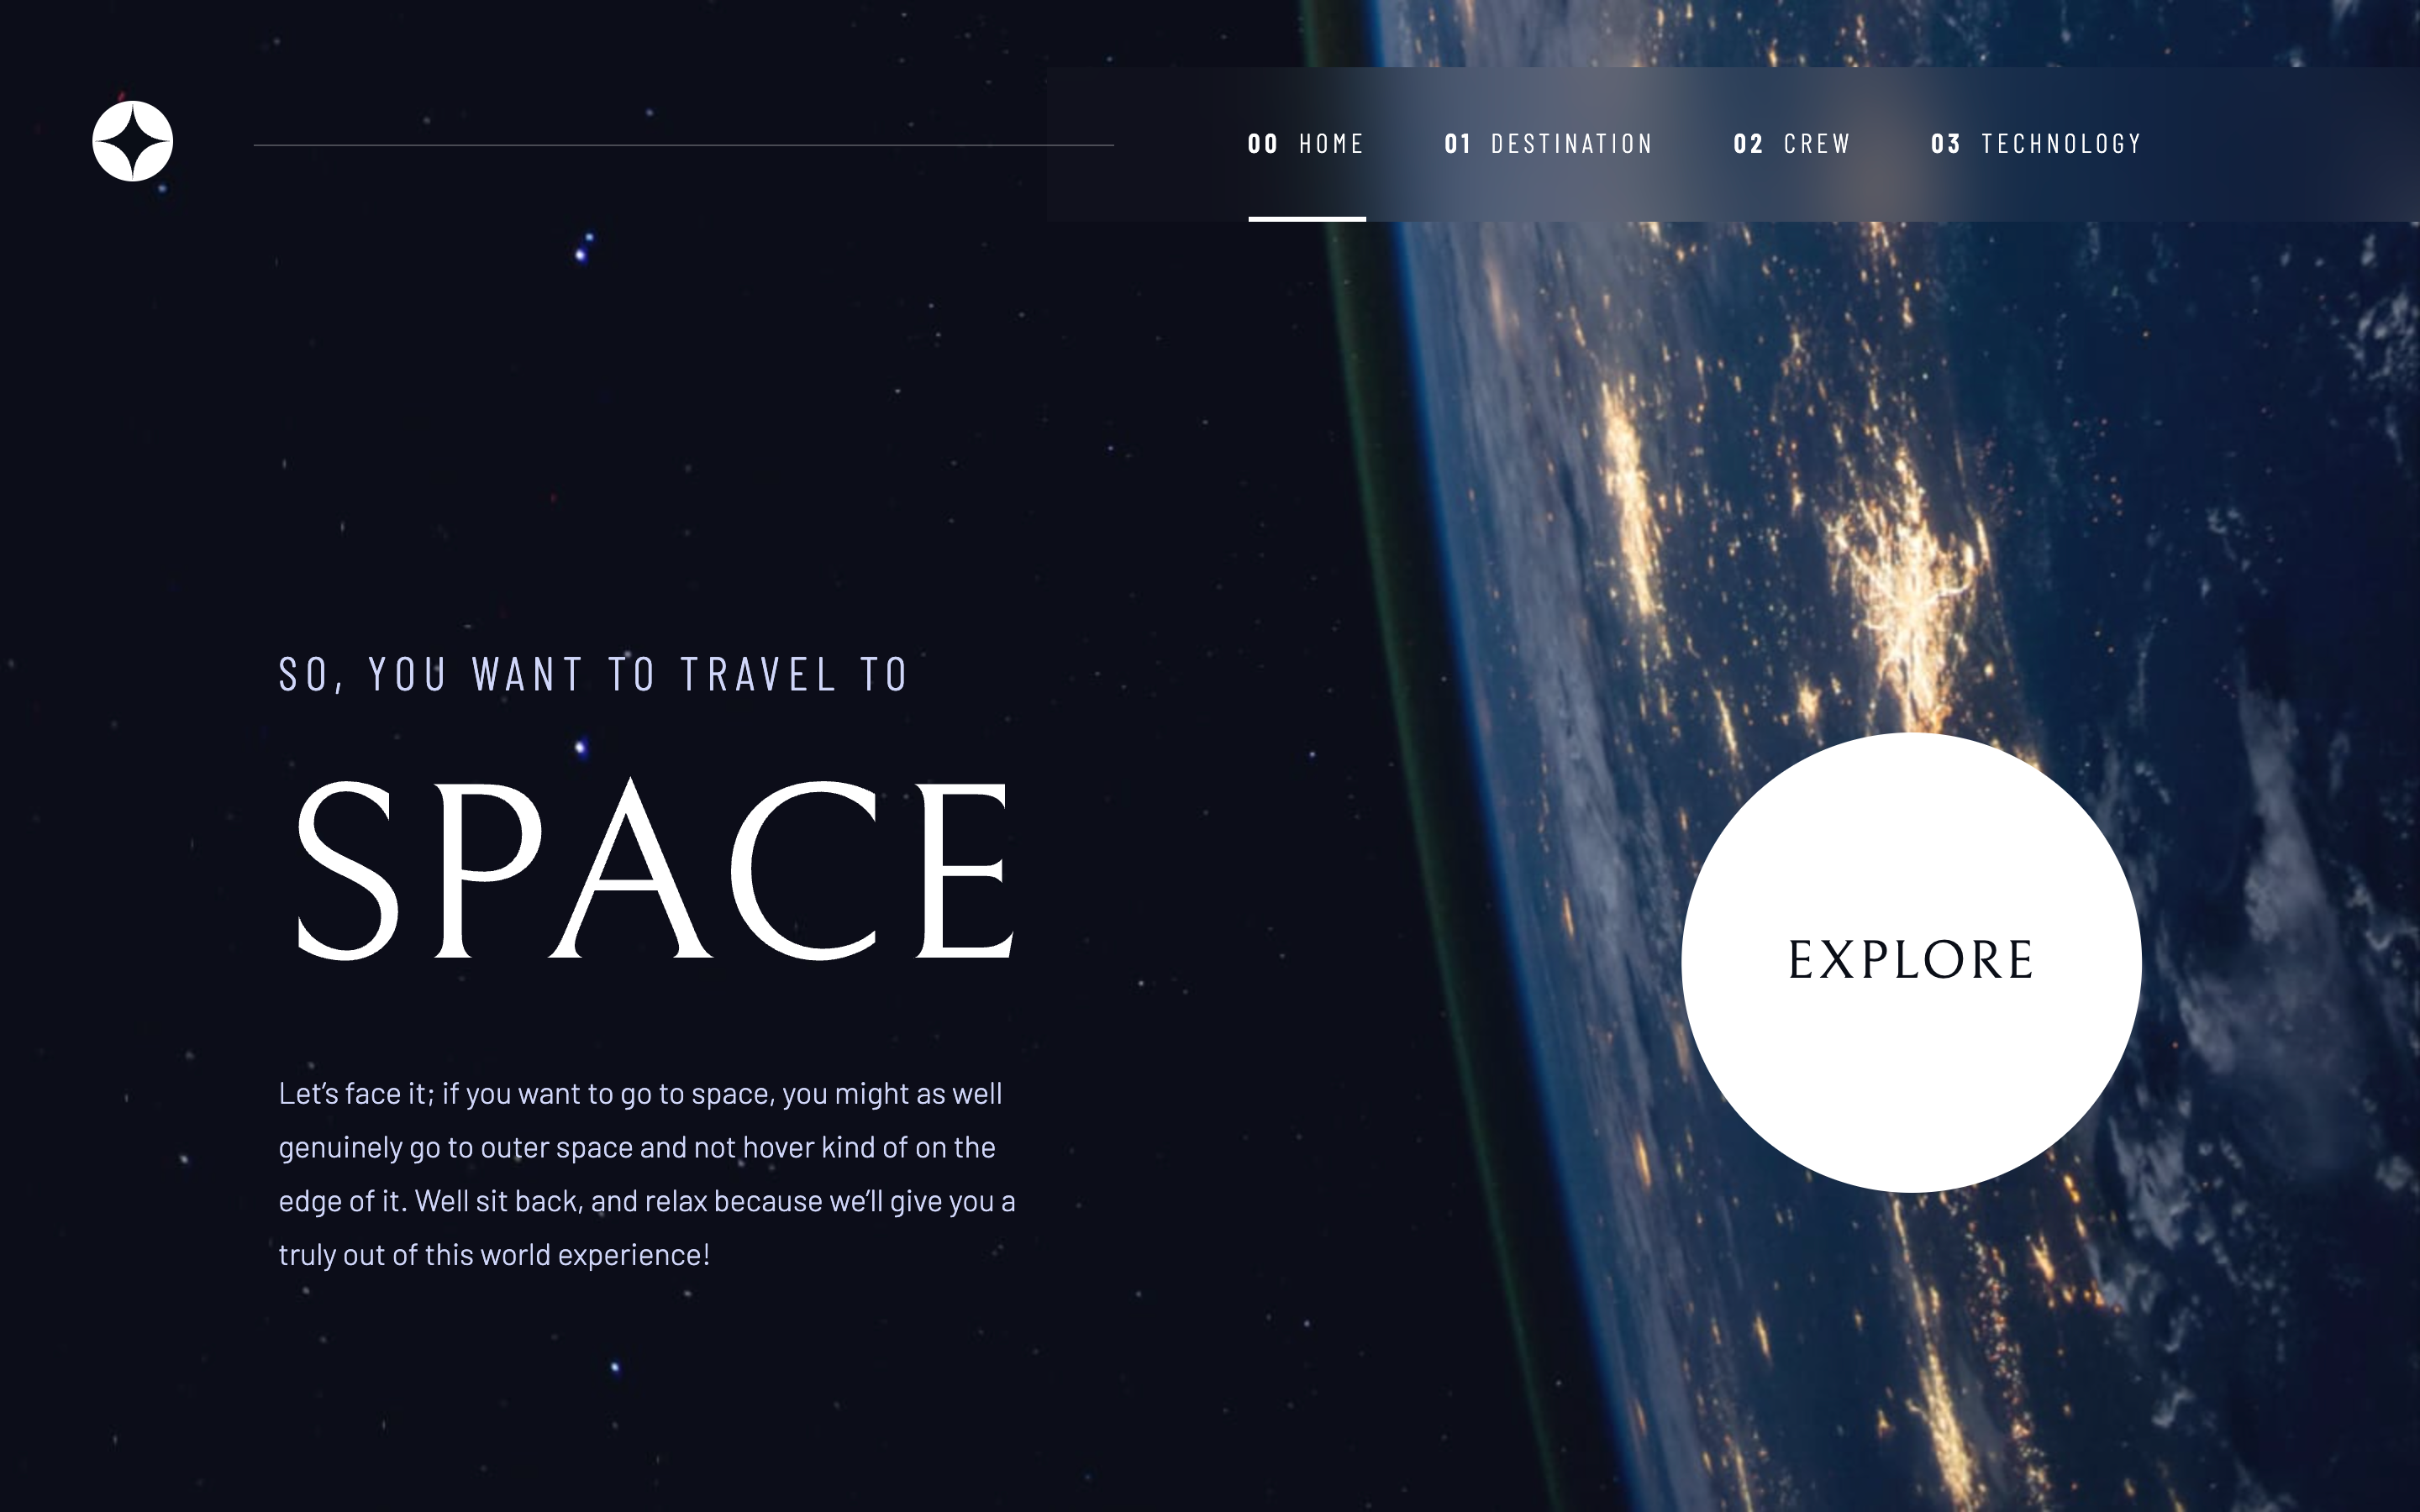 00 HOME 01 DESTINATION 02 CREW 03 TECHNOLOGY
SO, YOU WANT TO TRAVEL TO
SPACE
Let’s face it; if you want to go to space, you might as well
genuinely go to outer space and not hover kind of on the
edge of it. Well sit back, and relax because we’ll give you a
truly out of this world experience!
EXPLORE